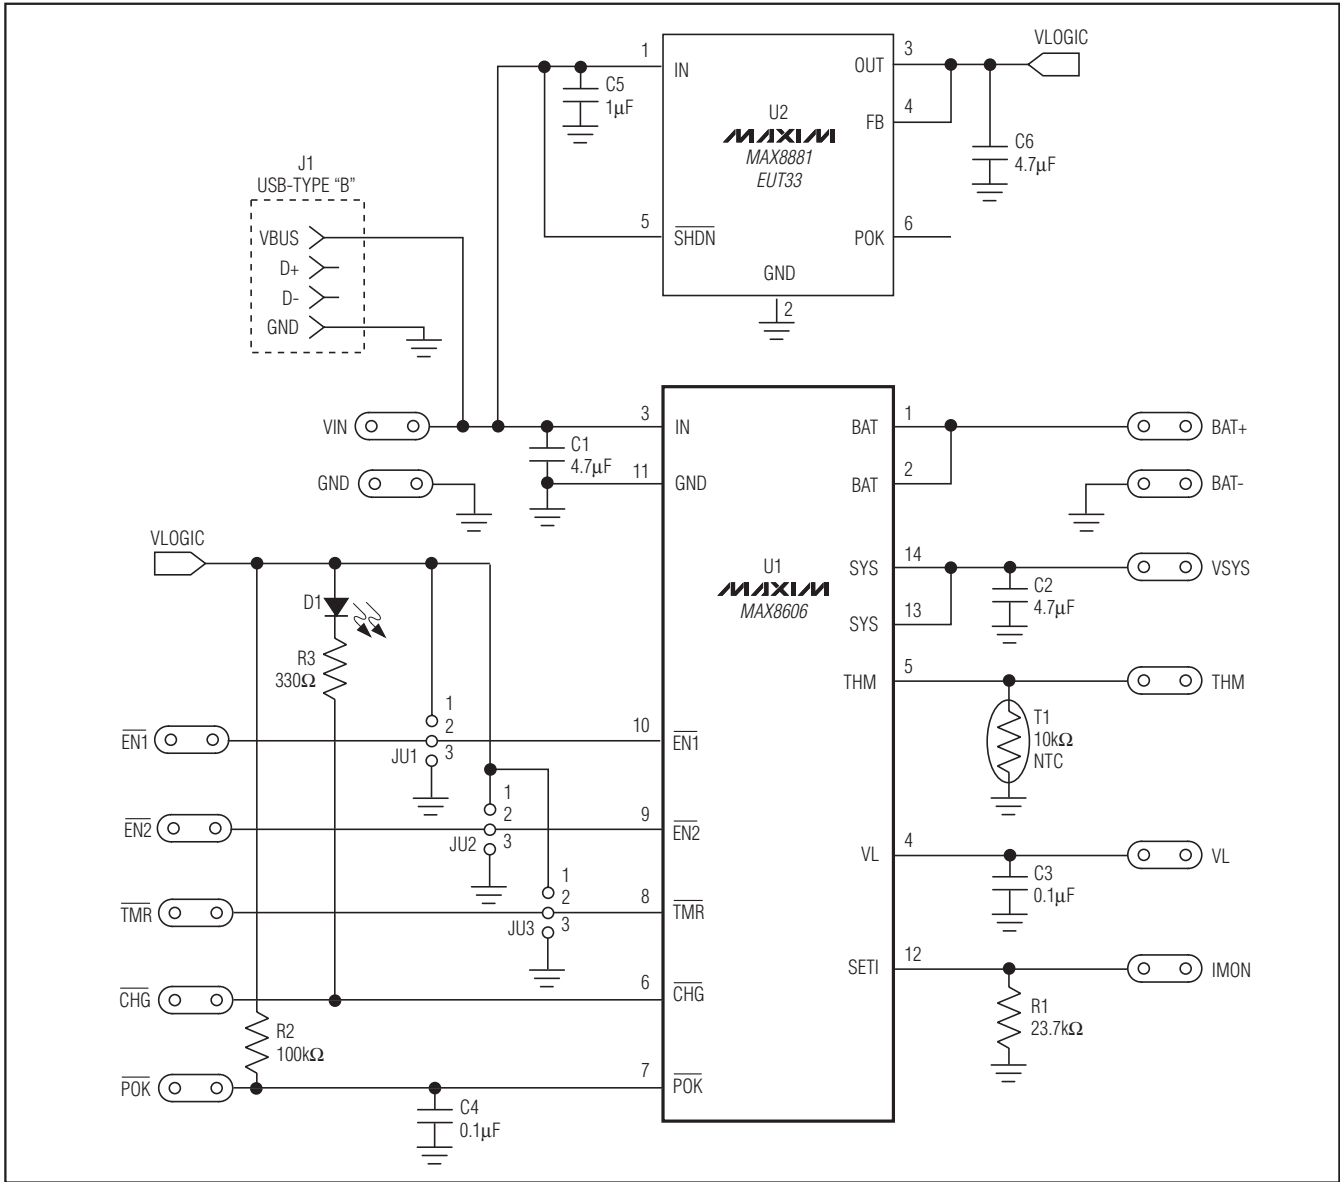 VLOGIC
1
IN
OUT
3
C5
1µF
U2
MAXIM
MAX8881
EUT33
4
FB
C6
4.7µF
J1
USB-TYPE “B”
5
SHDN
POK
6
VBUS
D+
D-
GND
GND
2
VIN
3
IN
BAT
1
BAT+
C1
4.7µF
GND
11
GND
BAT
2
BAT-
VLOGIC
U1
MAXIM
MAX8606
SYS
14
VSYS
C2
4.7µF
SYS
13
D1
R3
330Ω
THM
5
THM
T1
10kΩ
NTC
EN1
1
2
3
JU1
10
EN1
EN2
1
2
3
JU2
9
EN2
VL
4
VL
C3
0.1µF
TMR
1
2
3
JU3
8
TMR
SETI
12
IMON
CHG
6
CHG
R1
23.7kΩ
R2
100kΩ
POK
7
POK
C4
0.1µF